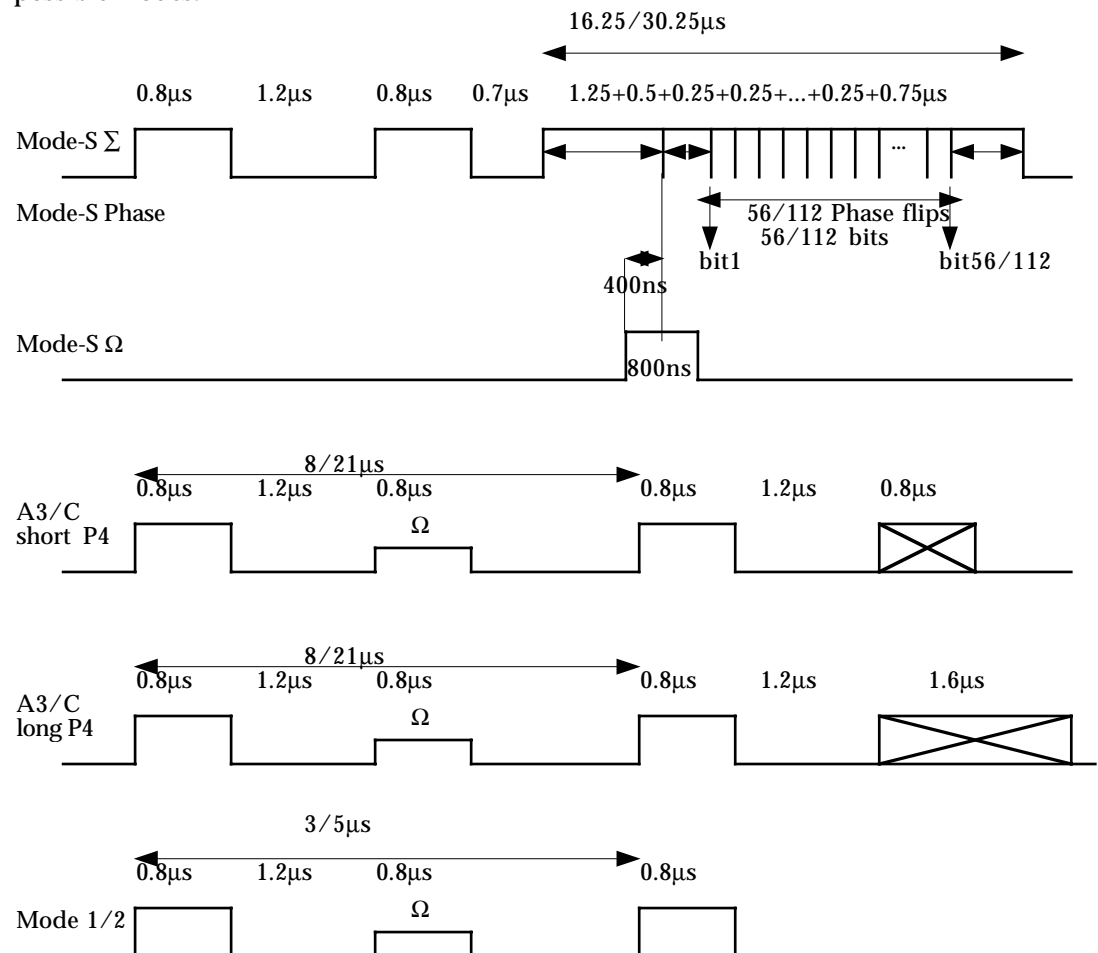 16.25/30.25µs
0.8µs 1.2µs 0.8µs 0.7µs 1.25+0.5+0.25+0.25+...+0.25+0.75µs
Mode-S ∑
...
Mode-S Phase
56/112 Phase flips
56/112 bits
bit1
bit56/112
400ns
Mode-S Ω
800ns
8/21µs
0.8µs 1.2µs 0.8µs 0.8µs 1.2µs 0.8µs
A3/C
short P4
Ω
8/21µs
0.8µs 1.2µs 0.8µs 0.8µs 1.2µs 1.6µs
A3/C
long P4
Ω
3/5µs
0.8µs 1.2µs 0.8µs 0.8µs
Mode 1/2
Ω